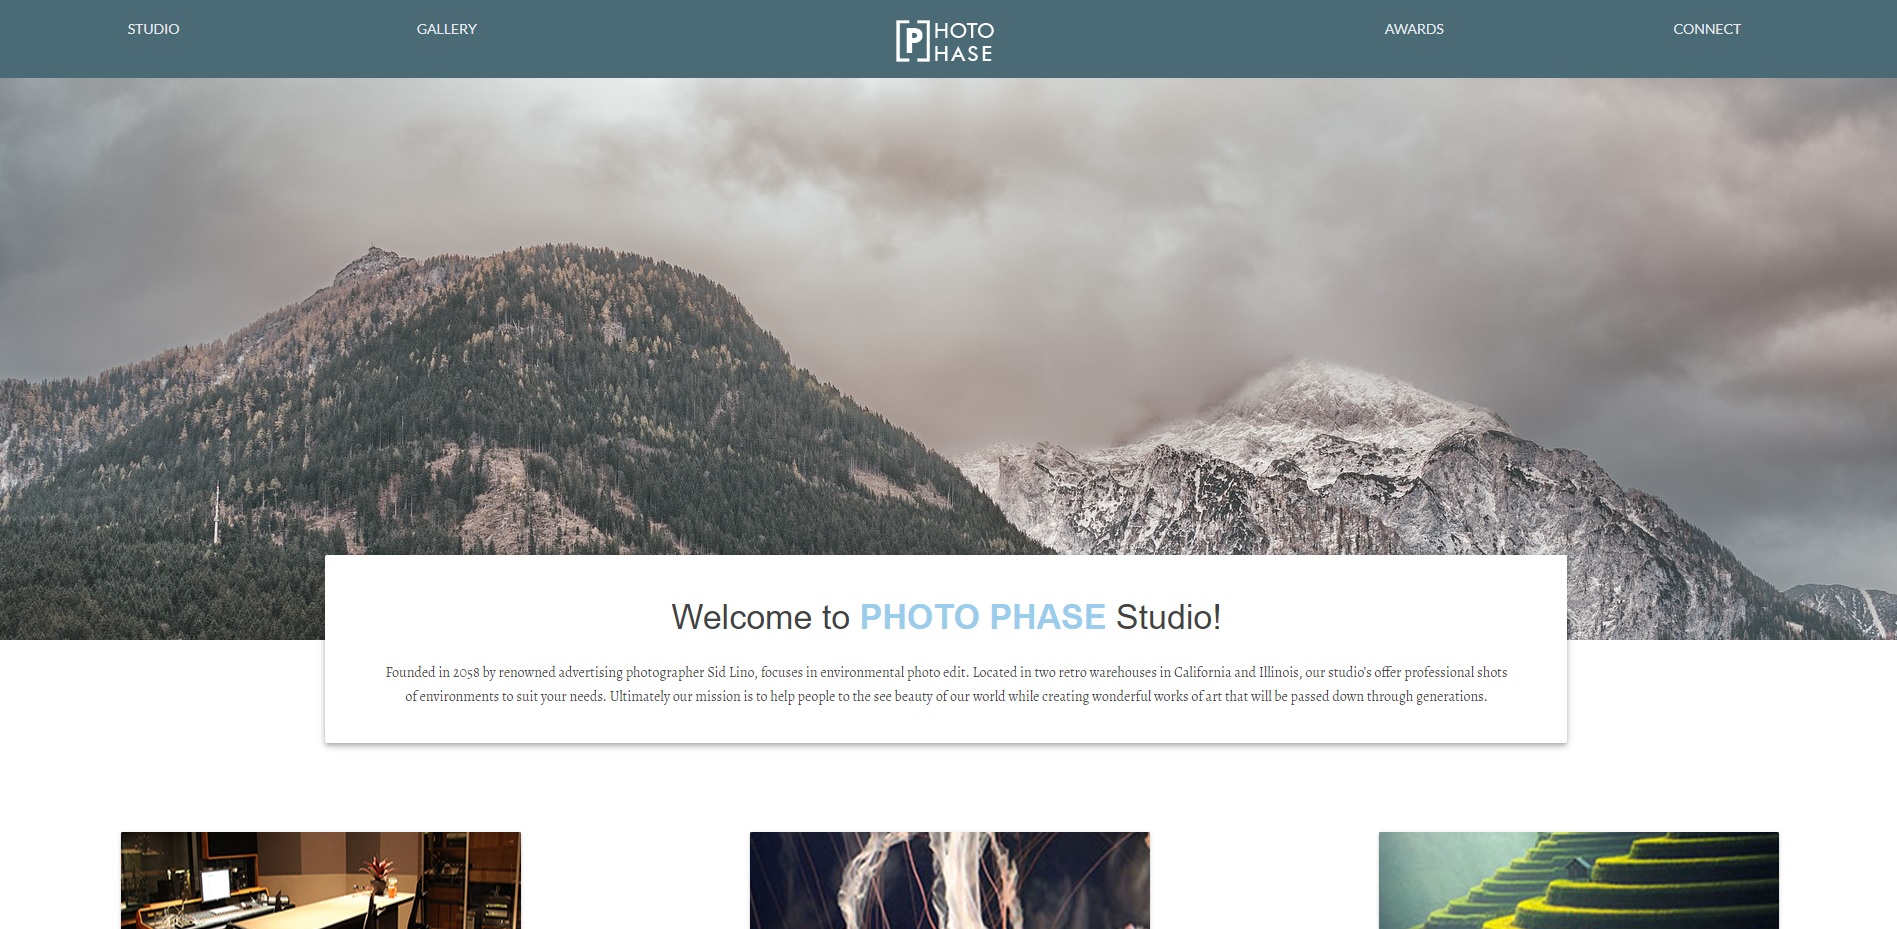 STUDIO
GALLERY
[P]HOTO
HASE
AWARDS
CONNECT
Welcome to PHOTO PHASE Studio!
Founded in 2058 by renowned advertising photographer Sid Lino, focuses in environmental photo edit. Located in two retro warehouses in California and Illinois, our studio's offer professional shots
of environments to suit your needs. Ultimately our mission is to help people to the see beauty of our world while creating wonderful works of art that will be passed down through generations.